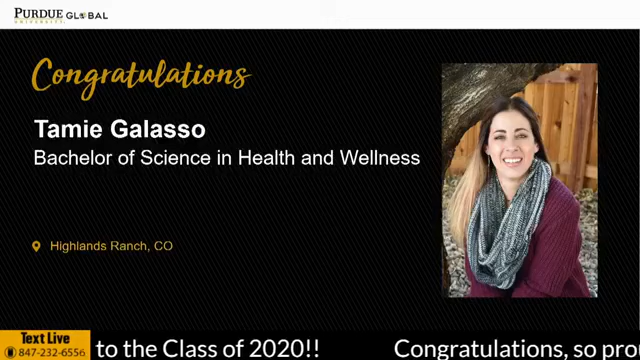 PURDUE GLOBAL
UNIVERSITY
Congratulations
Tamie Galasso
Bachelor of Science in Health and Wellness
Highlands Ranch, CO
Text Live
847-232-6556
to the Class of 2020!! Congratulations, so pro